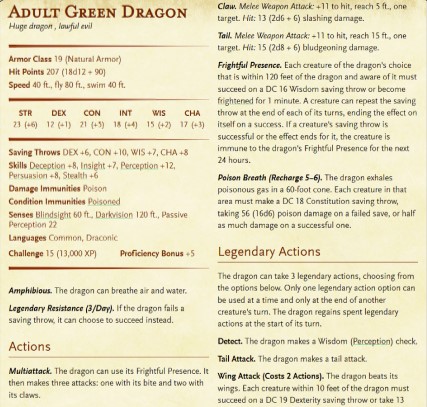 ADULT GREEN DRAGON
Huge dragon, lawful evil
Armor Class 19 (Natural Armor)
Hit Points 207 (18d12 + 90)
Speed 40 ft., fly 80 ft., swim 40 ft.
STR DEX CON INT WIS CHA
23 (+6) 12 (+1) 21 (+5) 18 (+4) 15 (+2) 17 (+3)
Saving Throws DEX +6, CON +10, WIS +7, CHA +8
Skills Deception +8, Insight +7, Perception +12,
Persuasion +8, Stealth +6
Damage Immunities Poison
Condition Immunities Poisoned
Senses Blindsight 60 ft., Darkvision 120 ft., Passive
Perception 22
Languages Common, Draconic
Challenge 15 (13,000 XP) Proficiency Bonus +5
Amphibious. The dragon can breathe air and water.
Legendary Resistance (3/Day). If the dragon fails a
saving throw, it can choose to succeed instead.
Actions
Multiattack. The dragon can use its Frightful Presence. It
then makes three attacks: one with its bite and two with
its claws.
Claw. Melee Weapon Attack: +11 to hit, reach 5 ft., one
target. Hit: 13 (2d6 + 6) slashing damage.
Tail. Melee Weapon Attack: +11 to hit, reach 15 ft., one
target. Hit: 15 (2d8 + 6) bludgeoning damage.
Frightful Presence. Each creature of the dragon's choice
that is within 120 feet of the dragon and aware of it must
succeed on a DC 16 Wisdom saving throw or become
frightened for 1 minute. A creature can repeat the saving
throw at the end of each of its turns, ending the effect on
itself on a success. If a creature's saving throw is
successful or the effect ends for it, the creature is
immune to the dragon's Frightful Presence for the next
24 hours.
Poison Breath (Recharge 5–6). The dragon exhales
poisonous gas in a 60-foot cone. Each creature in that
area must make a DC 18 Constitution saving throw,
taking 56 (16d6) poison damage on a failed save, or half
as much damage on a successful one.
Legendary Actions
The dragon can take 3 legendary actions, choosing from
the options below. Only one legendary action option can
be used at a time and only at the end of another
creature's turn. The dragon regains spent legendary
actions at the start of its turn.
Detect. The dragon makes a Wisdom (Perception) check.
Tail Attack. The dragon makes a tail attack.
Wing Attack (Costs 2 Actions). The dragon beats its
wings. Each creature within 10 feet of the dragon must
succeed on a DC 19 Dexterity saving throw or take 13